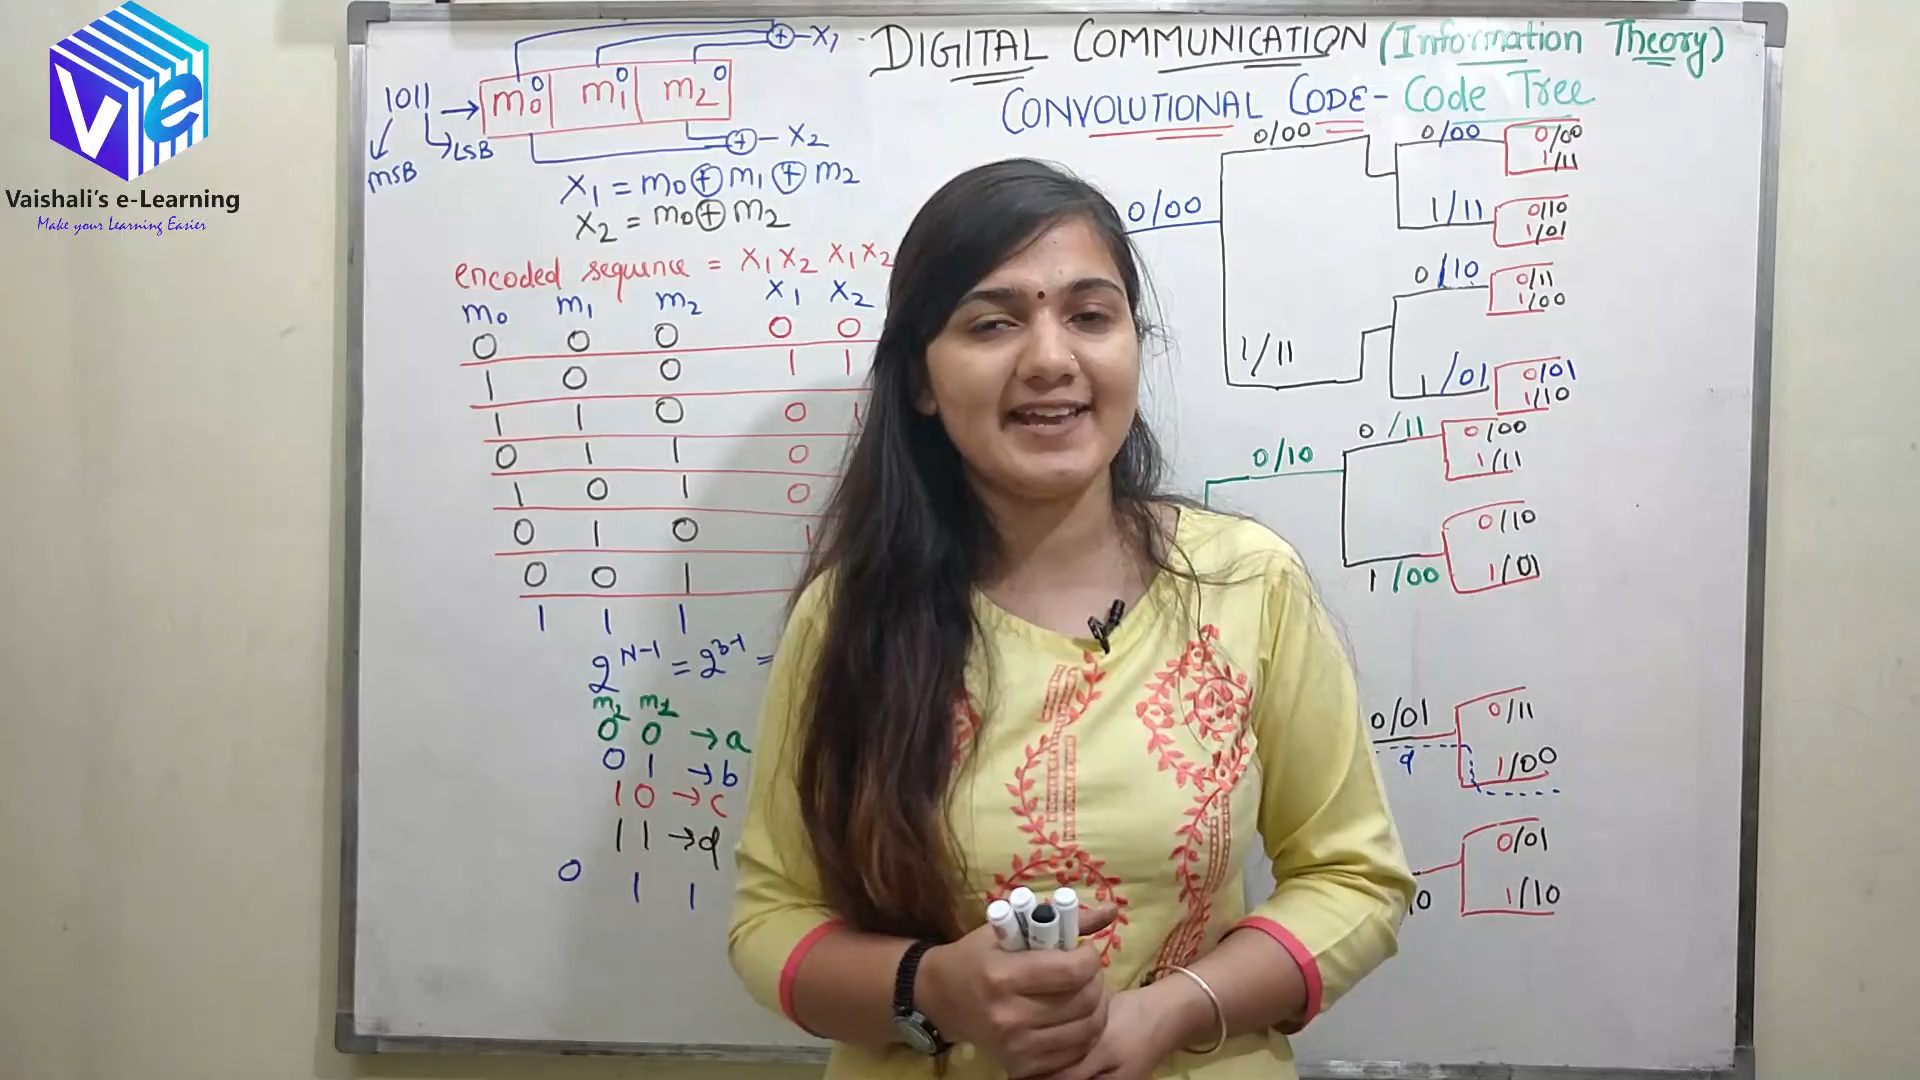 Ve
Vaishali's e-Learning
Make your Learning Easier
DIGITAL COMMUNICATION (Information Theory)
CONVOLUTIONAL CODE - Code Tree
1011 → m0 0 m1 0 m2 0
MSB
LSB
⊕ - X1
⊕ - X2
X1 = m0 ⊕ m1 ⊕ m2
X2 = m0 ⊕ m2
encoded sequence = X1 X2 X1 X2
m0 m1 m2 X1 X2
0 0 0 0 0
1 0 0 1 1
1 1 0 0 1
0 1 1 0
1 0 1 0
0 1 0 1
0 0 1
1 1 1
2^N-1 = 2^3-1 =
0 0 → a
0 1 → b
1 0 → c
1 1 → d
0 1 1
0/00
0/00
0/00
0/00
1/11
1/11
0/10
1/01
1/11
0/10
0/11
1/00
1/01
0/01
1/10
0/10
0/11
0/00
1/11
1/00
0/10
1/01
0/01
d
0/11
1/00
10
0/01
1/10